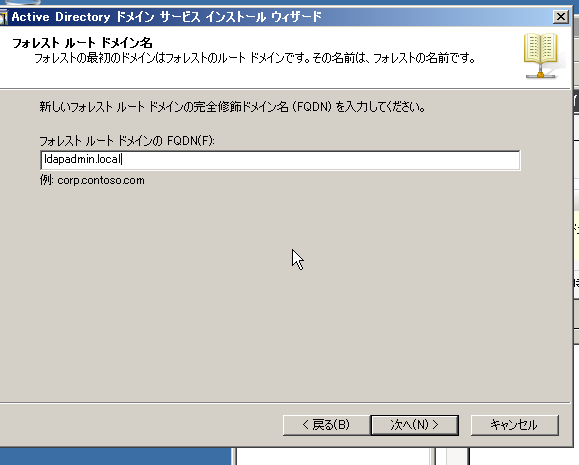 Active Directory ドメイン サービス インストール ウィザード
フォレスト ルート ドメイン名
フォレストの最初のドメインはフォレストのルート ドメインです。その名前は、フォレストの名前です。
新しいフォレスト ルート ドメインの完全修飾ドメイン名 (FQDN) を入力してください。
フォレスト ルート ドメインの FQDN(F):
ldapadmin.local
例: corp.contoso.com
< 戻る(B)
次へ(N) >
キャンセル